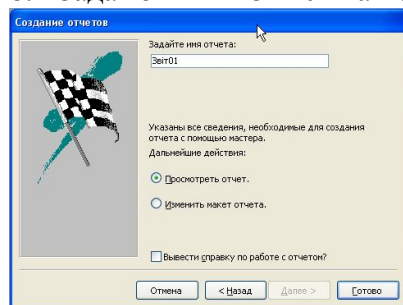 Создание отчетов
Задайте имя отчета:
Звіт01
Указаны все сведения, необходимые для создания
отчета с помощью мастера.
Дальнейшие действия:
Просмотреть отчет.
Изменить макет отчета.
Вывести справку по работе с отчетом?
Отмена
< Назад
Далее >
Готово